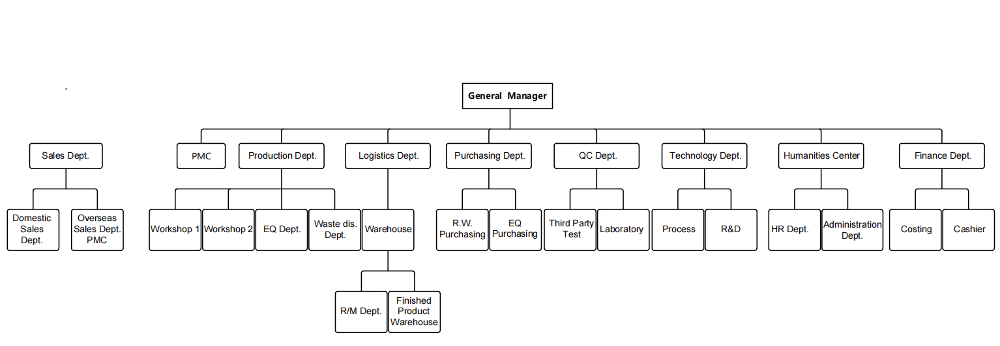 General Manager
Sales Dept.
PMC
Production Dept.
Logistics Dept.
Purchasing Dept.
QC Dept.
Technology Dept.
Humanities Center
Finance Dept.
Domestic
Sales
Dept.
Overseas
Sales Dept.
PMC
Workshop 1
Workshop 2
EQ Dept.
Waste dis.
Dept.
Warehouse
R.W.
Purchasing
EQ
Purchasing
Third Party
Test
Laboratory
Process
R&D
HR Dept.
Administration
Dept.
Costing
Cashier
R/M Dept.
Finished
Product
Warehouse